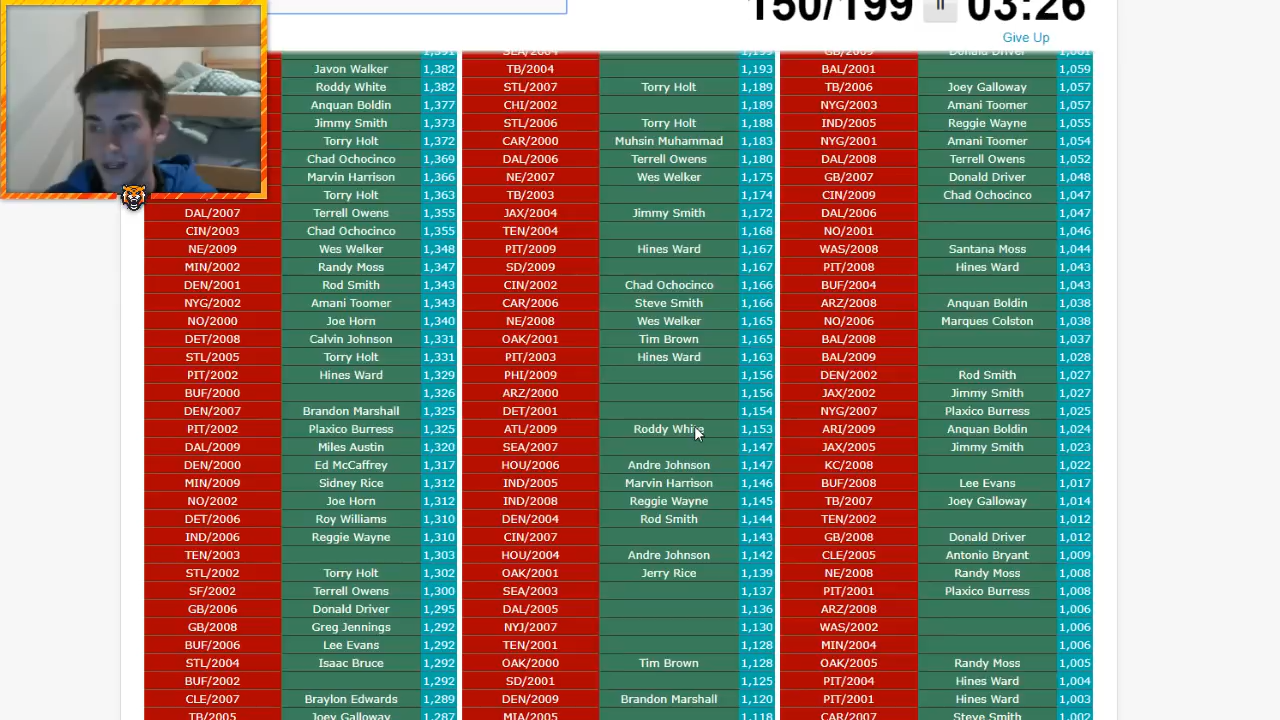 150/199 03:26
Give Up
1,391 SEA/2004 1,195 GB/2009 Donald Driver 1,061
Javon Walker 1,382 TB/2004 1,193 BAL/2001 1,059
Roddy White 1,382 STL/2007 Torry Holt 1,189 TB/2006 Joey Galloway 1,057
Anquan Boldin 1,377 CHI/2002 1,189 NYG/2003 Amani Toomer 1,057
Jimmy Smith 1,373 STL/2006 Torry Holt 1,188 IND/2005 Reggie Wayne 1,055
Torry Holt 1,372 CAR/2000 Muhsin Muhammad 1,183 NYG/2001 Amani Toomer 1,054
Chad Ochocinco 1,369 DAL/2006 Terrell Owens 1,180 DAL/2008 Terrell Owens 1,052
Marvin Harrison 1,366 NE/2007 Wes Welker 1,175 GB/2007 Donald Driver 1,048
Torry Holt 1,363 TB/2003 1,174 CIN/2009 Chad Ochocinco 1,047
DAL/2007 Terrell Owens 1,355 JAX/2004 Jimmy Smith 1,172 DAL/2006 1,047
CIN/2003 Chad Ochocinco 1,355 TEN/2004 1,168 NO/2001 1,046
NE/2009 Wes Welker 1,348 PIT/2009 Hines Ward 1,167 WAS/2008 Santana Moss 1,044
MIN/2002 Randy Moss 1,347 SD/2009 1,167 PIT/2008 Hines Ward 1,043
DEN/2001 Rod Smith 1,343 CIN/2002 Chad Ochocinco 1,166 BUF/2004 1,043
NYG/2002 Amani Toomer 1,343 CAR/2006 Steve Smith 1,166 ARZ/2008 Anquan Boldin 1,038
NO/2000 Joe Horn 1,340 NE/2008 Wes Welker 1,165 NO/2006 Marques Colston 1,038
DET/2008 Calvin Johnson 1,331 OAK/2001 Tim Brown 1,165 BAL/2008 1,037
STL/2005 Torry Holt 1,331 PIT/2003 Hines Ward 1,163 BAL/2009 1,028
PIT/2002 Hines Ward 1,329 PHI/2009 1,156 DEN/2002 Rod Smith 1,027
BUF/2000 1,326 ARZ/2000 1,156 JAX/2002 Jimmy Smith 1,027
DEN/2007 Brandon Marshall 1,325 DET/2001 1,154 NYG/2007 Plaxico Burress 1,025
PIT/2002 Plaxico Burress 1,325 ATL/2009 Roddy White 1,153 ARI/2009 Anquan Boldin 1,024
DAL/2009 Miles Austin 1,320 SEA/2007 1,147 JAX/2005 Jimmy Smith 1,023
DEN/2000 Ed McCaffrey 1,317 HOU/2006 Andre Johnson 1,147 KC/2008 1,022
MIN/2009 Sidney Rice 1,312 IND/2005 Marvin Harrison 1,146 BUF/2008 Lee Evans 1,017
NO/2002 Joe Horn 1,312 IND/2008 Reggie Wayne 1,145 TB/2007 Joey Galloway 1,014
DET/2006 Roy Williams 1,310 DEN/2004 Rod Smith 1,144 TEN/2002 1,012
IND/2006 Reggie Wayne 1,310 CIN/2007 1,143 GB/2008 Donald Driver 1,012
TEN/2003 1,303 HOU/2004 Andre Johnson 1,142 CLE/2005 Antonio Bryant 1,009
STL/2002 Torry Holt 1,302 OAK/2001 Jerry Rice 1,139 NE/2008 Randy Moss 1,008
SF/2002 Terrell Owens 1,300 SEA/2003 1,137 PIT/2001 Plaxico Burress 1,008
GB/2006 Donald Driver 1,295 DAL/2005 1,136 ARZ/2008 1,006
GB/2008 Greg Jennings 1,292 NYJ/2007 1,130 WAS/2002 1,006
BUF/2006 Lee Evans 1,292 TEN/2001 1,128 MIN/2004 1,006
STL/2004 Isaac Bruce 1,292 OAK/2000 Tim Brown 1,128 OAK/2005 Randy Moss 1,005
BUF/2002 1,292 SD/2001 1,125 PIT/2004 Hines Ward 1,004
CLE/2007 Braylon Edwards 1,289 DEN/2009 Brandon Marshall 1,120 PIT/2001 Hines Ward 1,003
TB/2005 Joey Galloway 1,287 MIA/2005 1,118 CAR/2007 Steve Smith 1,002